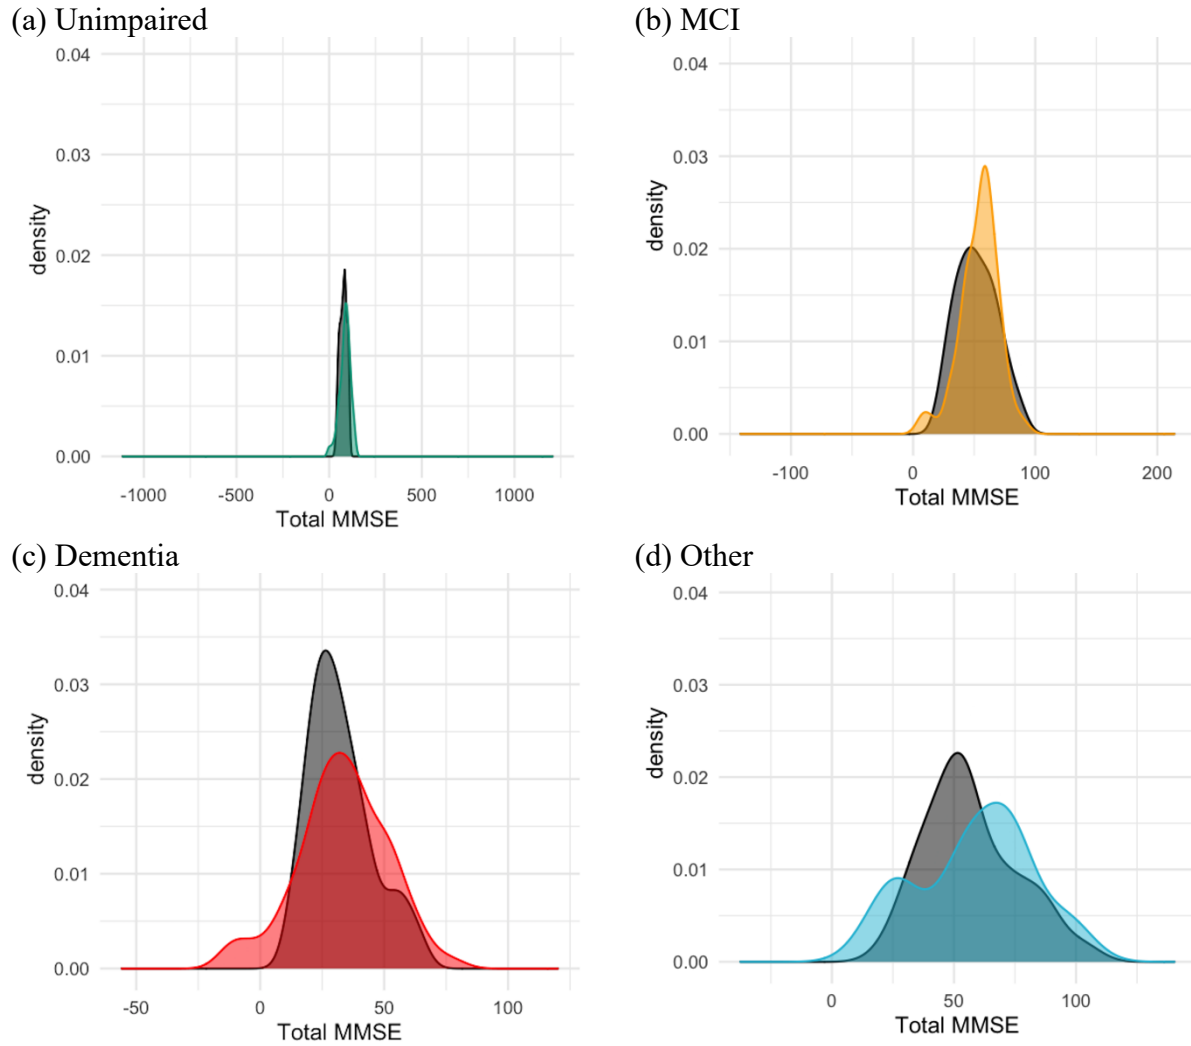 (a) Unimpaired
0.04
0.03
0.02
0.01
0.00
density
-1000 -500 0 500 1000
Total MMSE
(b) MCI
0.04
0.03
0.02
0.01
0.00
density
-100 0 100 200
Total MMSE
(c) Dementia
0.04
0.03
0.02
0.01
0.00
density
-50 0 50 100
Total MMSE
(d) Other
0.04
0.03
0.02
0.01
0.00
density
0 50 100
Total MMSE